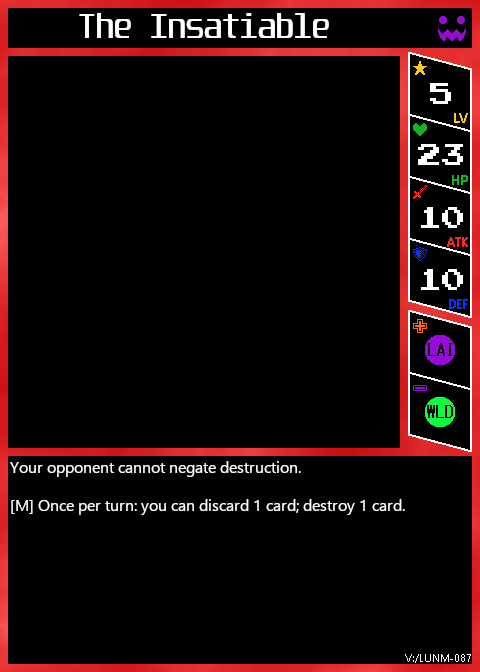 The Insatiable
5
LV
23
HP
10
ATK
10
DEF
LAI
WLD
Your opponent cannot negate destruction.
[M] Once per turn: you can discard 1 card; destroy 1 card.
V:/LUNM-087